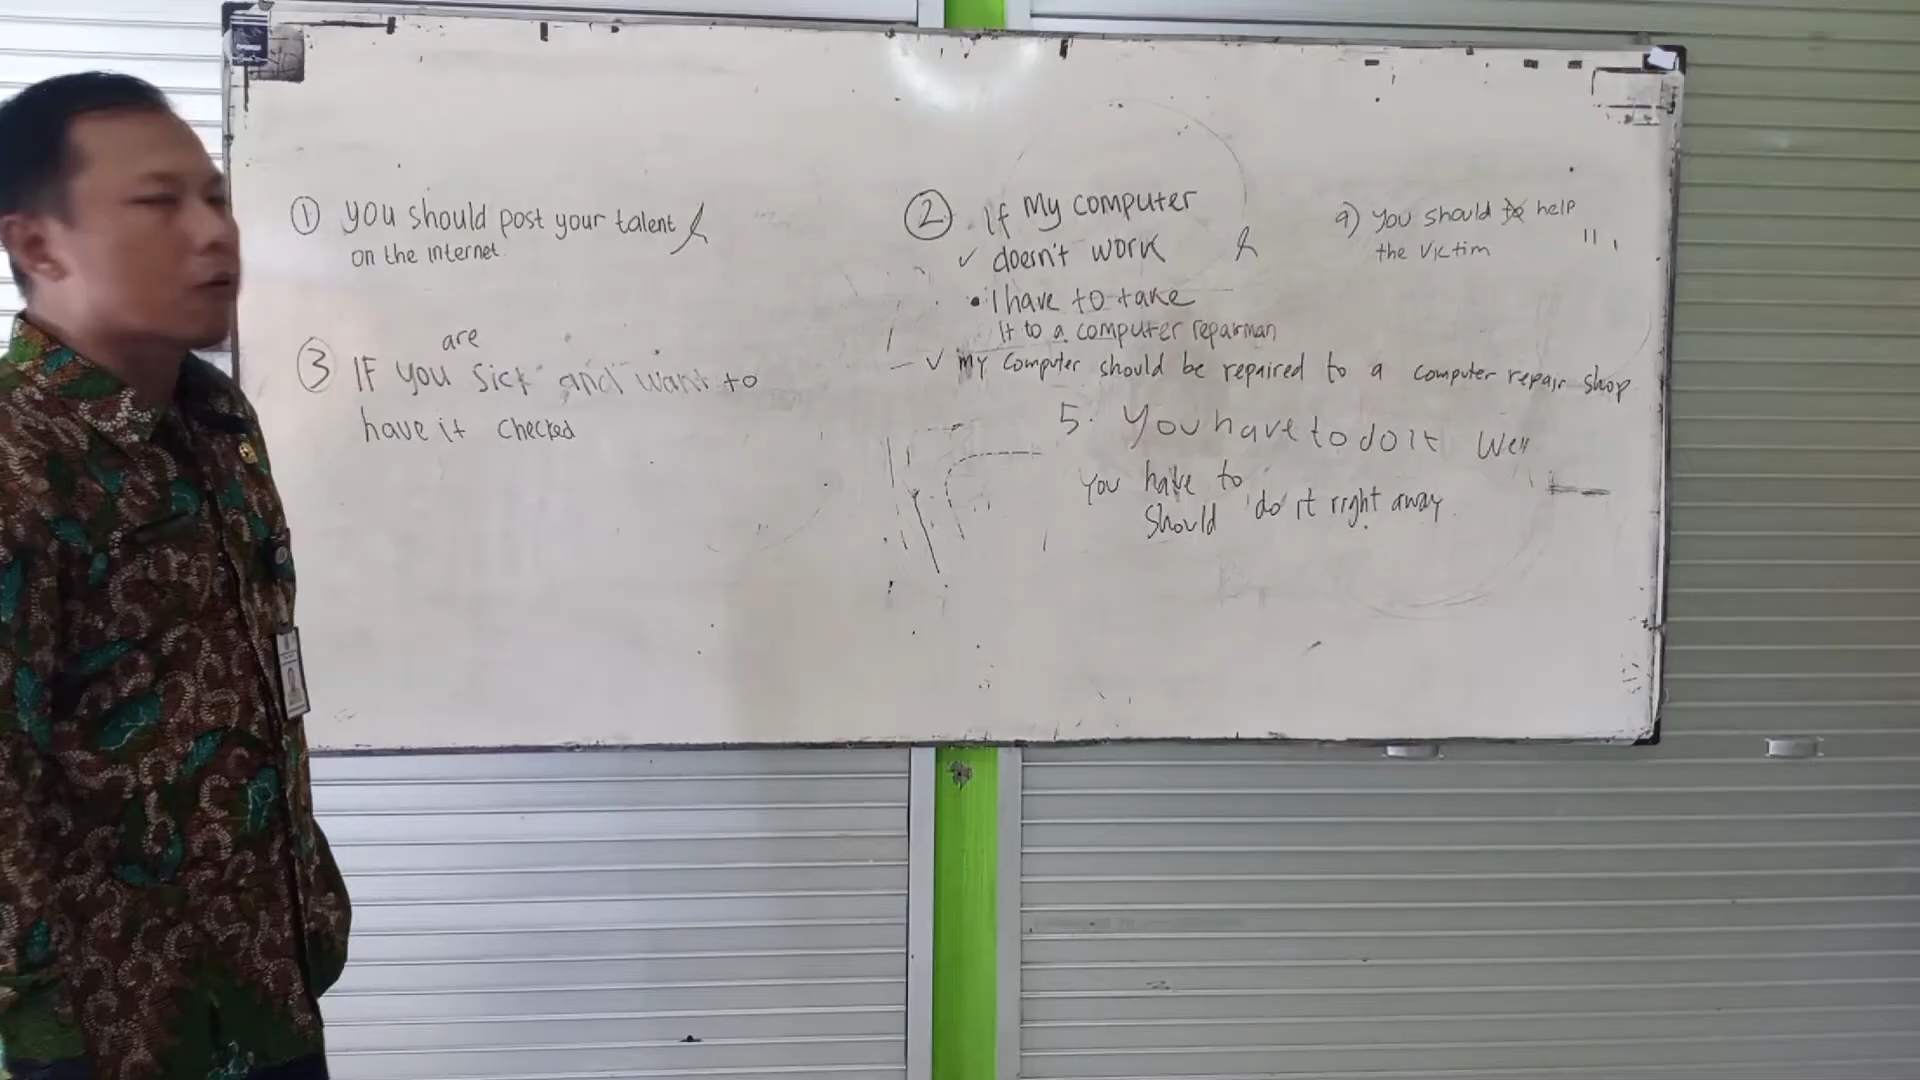 ① you should post your talent
on the internet
② If My computer
doesn't work
• I have to take
It to a computer repairman
my computer should be repaired to a computer repair shop
9) you should to help
the victim
are
③ IF you sick and want to
have it checked
5. You have to do it well
you have to
should do it right away.